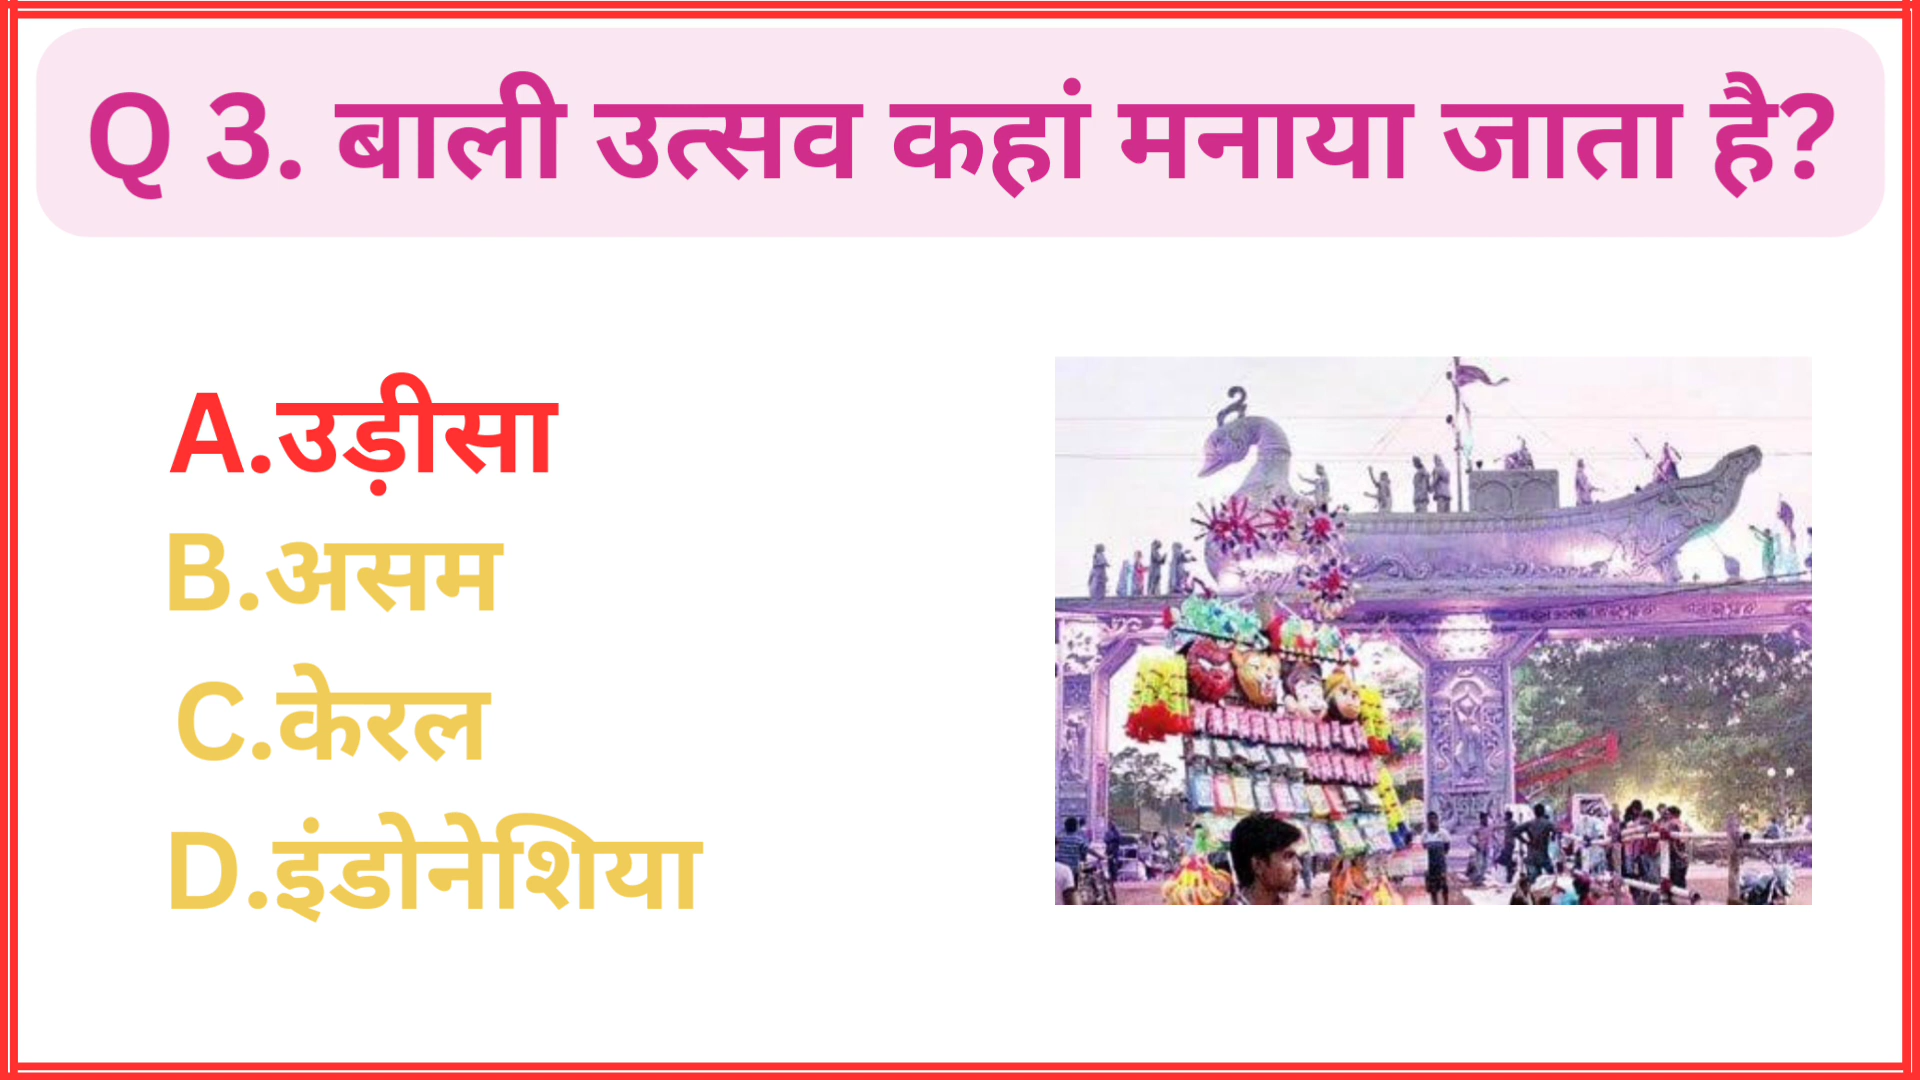 Q 3. बाली उत्सव कहां मनाया जाता है?
A.उड़ीसा
B.असम
C.केरल
D.इंडोनेशिया